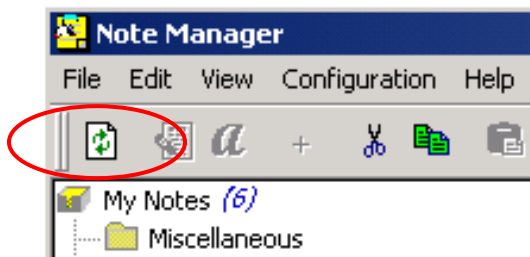 Note Manager
File Edit View Configuration Help
a
My Notes (6)
Miscellaneous